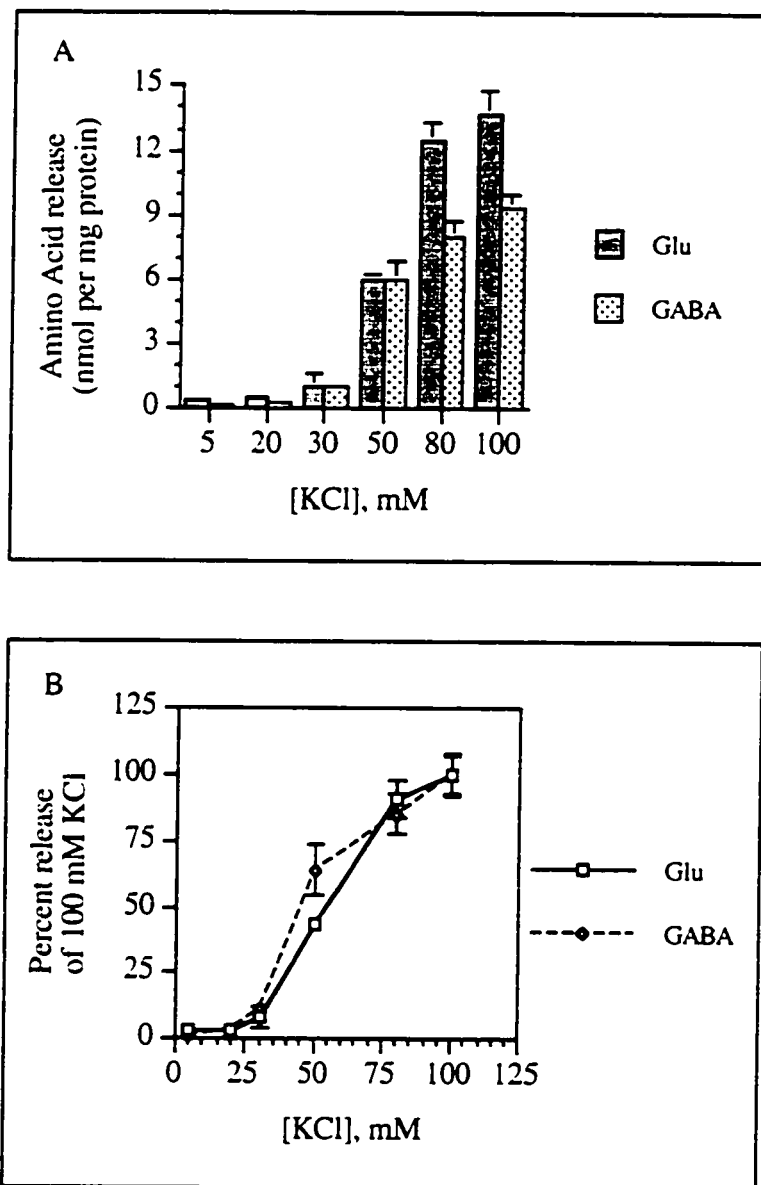 A
Amino Acid release
(nmol per mg protein)
15
12
9
6
3
0
5 20 30 50 80 100
[KCl], mM
Glu
GABA
B
Percent release
of 100 mM KCl
125
100
75
50
25
0
0 25 50 75 100 125
[KCl], mM
Glu
GABA